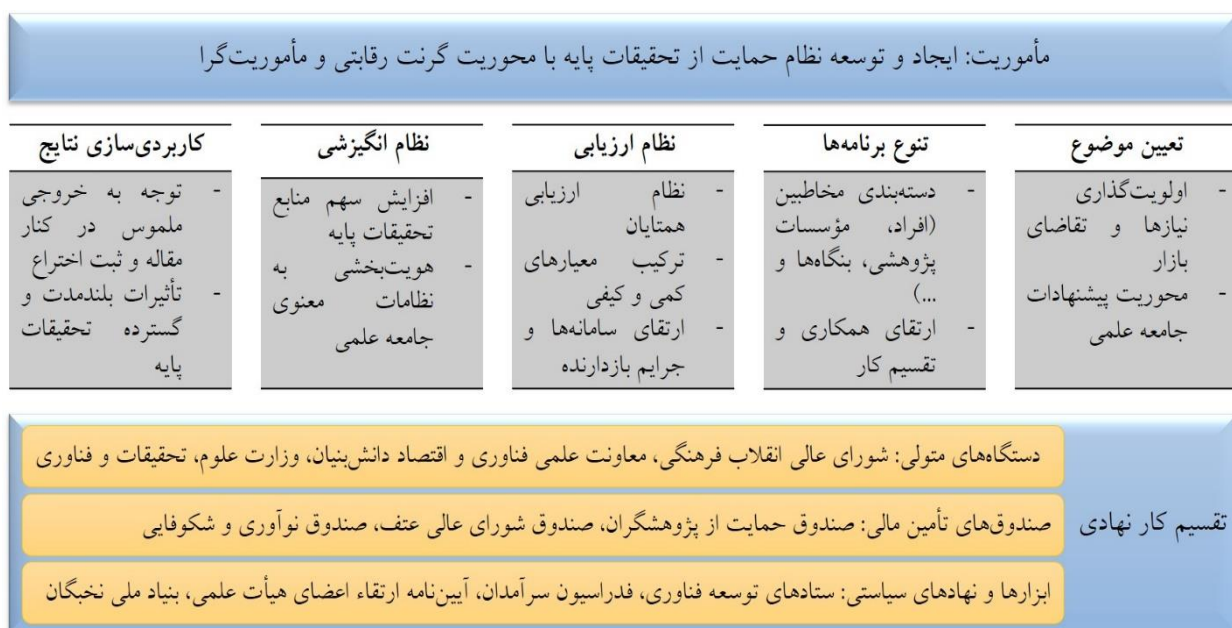 مأموریت: ایجاد و توسعه نظام حمایت از تحقیقات پایه با محوریت گرنت رقابتی و مأموریت‌گرا
تعیین موضوع
- اولویت‌گذاری
نیازها و تقاضای
بازار
- محوریت پیشنهادات
جامعه علمی
تنوع برنامه‌ها
- دسته‌بندی مخاطبین
(افراد، مؤسسات
پژوهشی، بنگاه‌ها و
...)
- ارتقای همکاری و
تقسیم کار
نظام ارزیابی
- نظام ارزیابی
همتایان
- ترکیب معیارهای
کمی و کیفی
- ارتقای سامانه‌ها و
جرایم بازدارنده
نظام انگیزشی
- افزایش سهم منابع
تحقیقات پایه
- هویت‌بخشی به
نظامات معنوی
جامعه علمی
کاربردی‌سازی نتایج
- توجه به خروجی
ملموس در کنار
مقاله و ثبت اختراع
- تأثیرات بلندمدت و
گسترده تحقیقات
پایه
تقسیم کار نهادی
دستگاه‌های متولی: شورای عالی انقلاب فرهنگی، معاونت علمی فناوری و اقتصاد دانش‌بنیان، وزارت علوم، تحقیقات و فناوری
صندوق‌های تأمین مالی: صندوق حمایت از پژوهشگران، صندوق شورای عالی عتف، صندوق نوآوری و شکوفایی
ابزارها و نهادهای سیاستی: ستادهای توسعه فناوری، فدراسیون سرآمدان، آیین‌نامه ارتقاء اعضای هیأت علمی، بنیاد ملی نخبگان